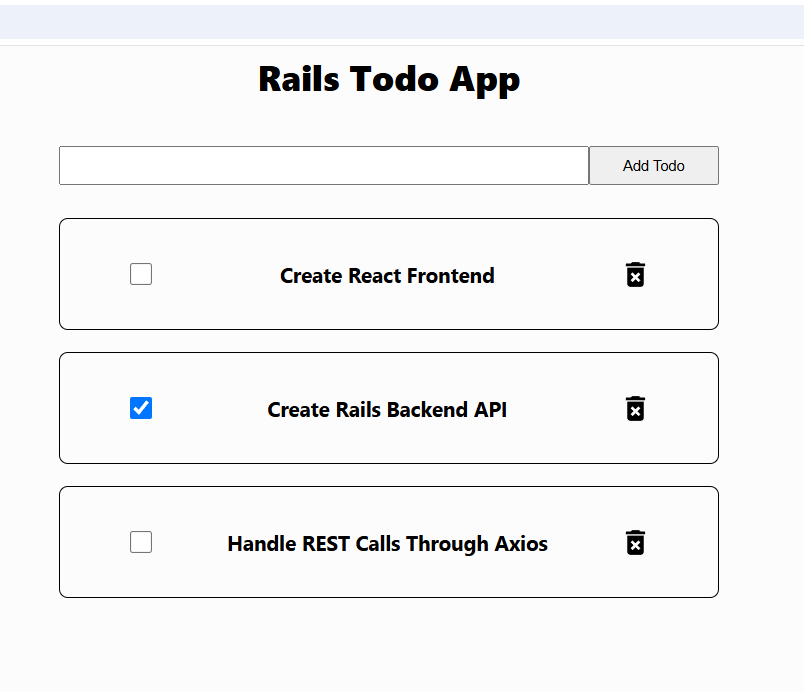 Rails Todo App
Add Todo
Create React Frontend
Create Rails Backend API
Handle REST Calls Through Axios